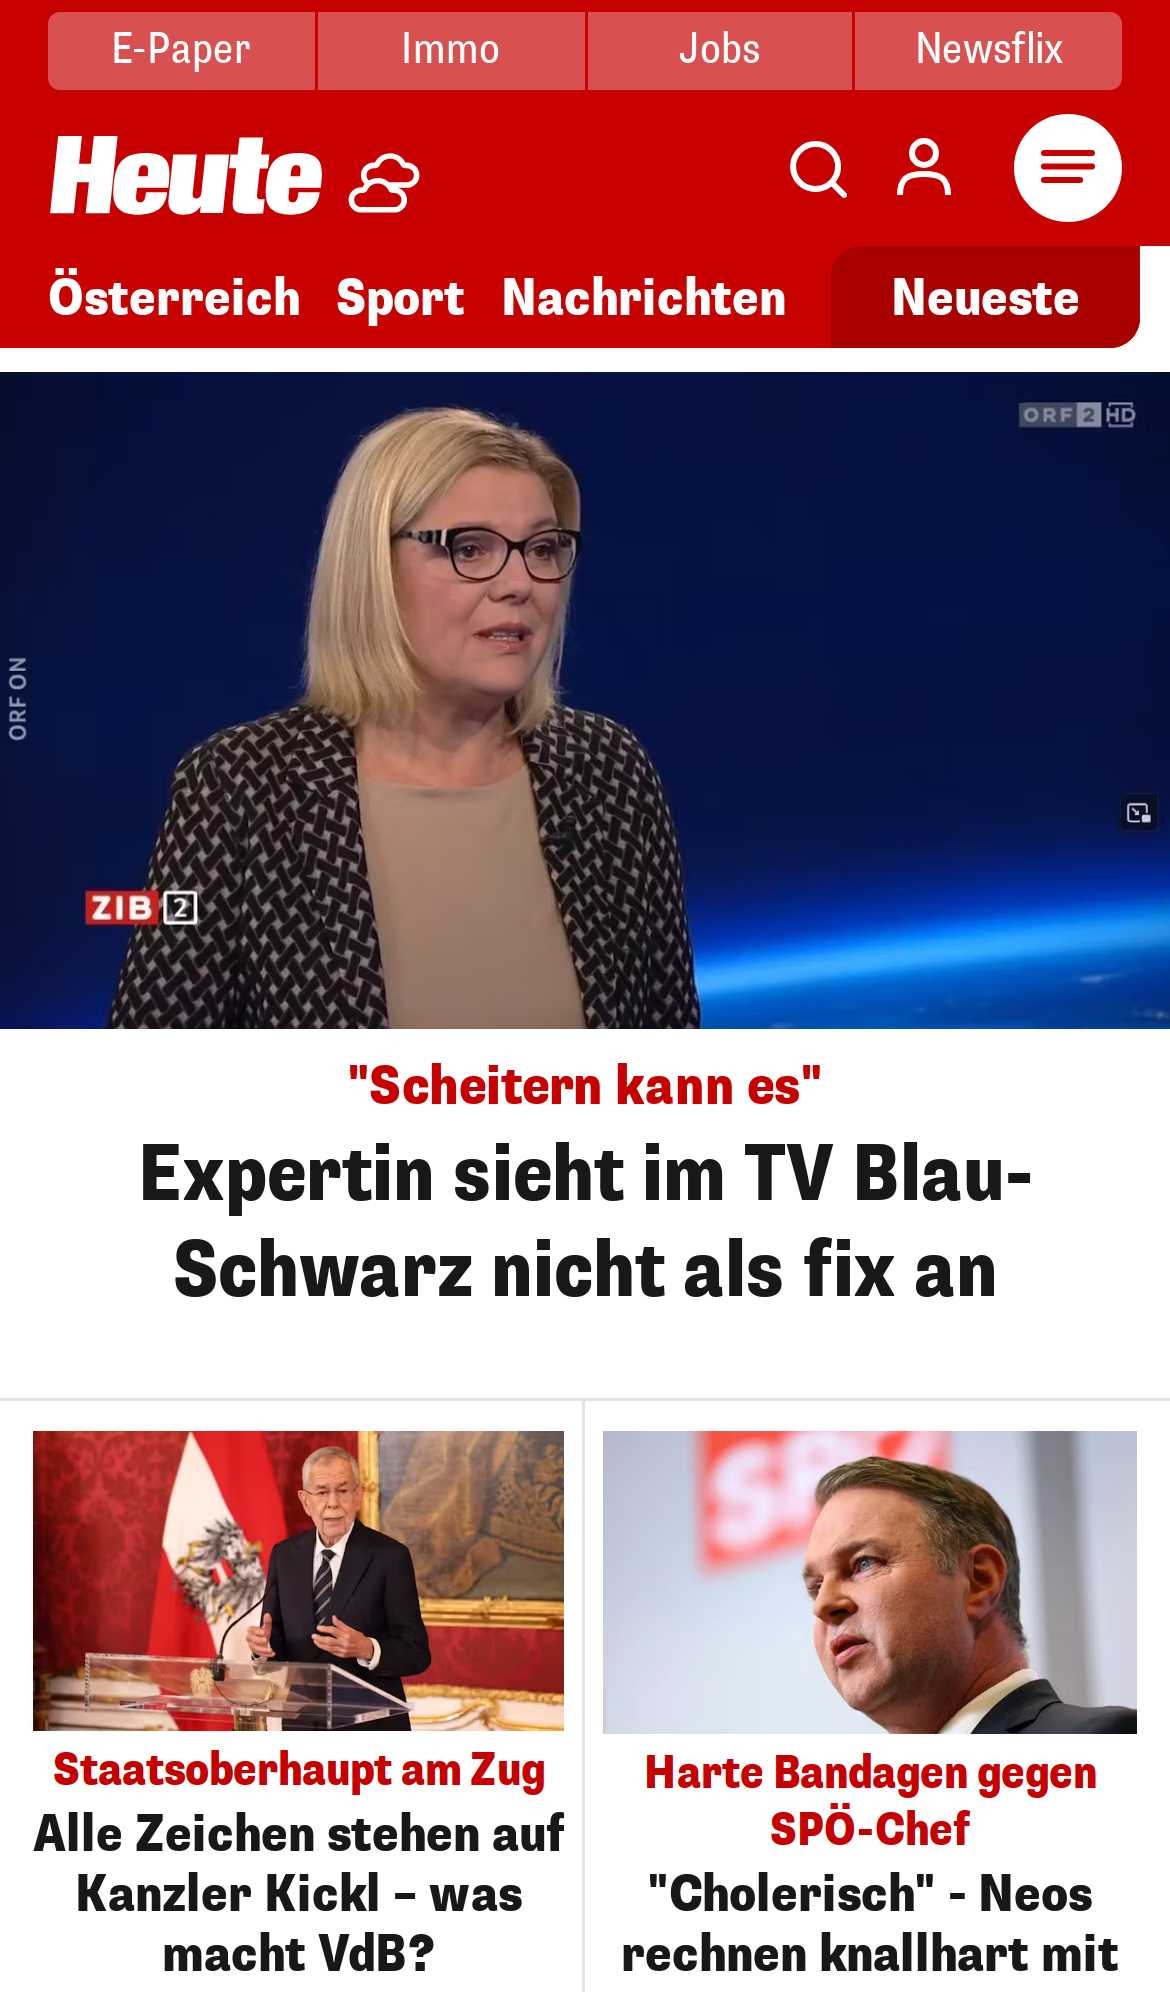 E-Paper
Immo
Jobs
Newsflix
Heute
Österreich
Sport
Nachrichten
Neueste
ORF 2 HD
ORF ON
ZIB 2
"Scheitern kann es"
Expertin sieht im TV Blau-
Schwarz nicht als fix an
SPÖ
Staatsoberhaupt am Zug
Alle Zeichen stehen auf
Kanzler Kickl – was
macht VdB?
Harte Bandagen gegen
SPÖ-Chef
"Cholerisch" - Neos
rechnen knallhart mit